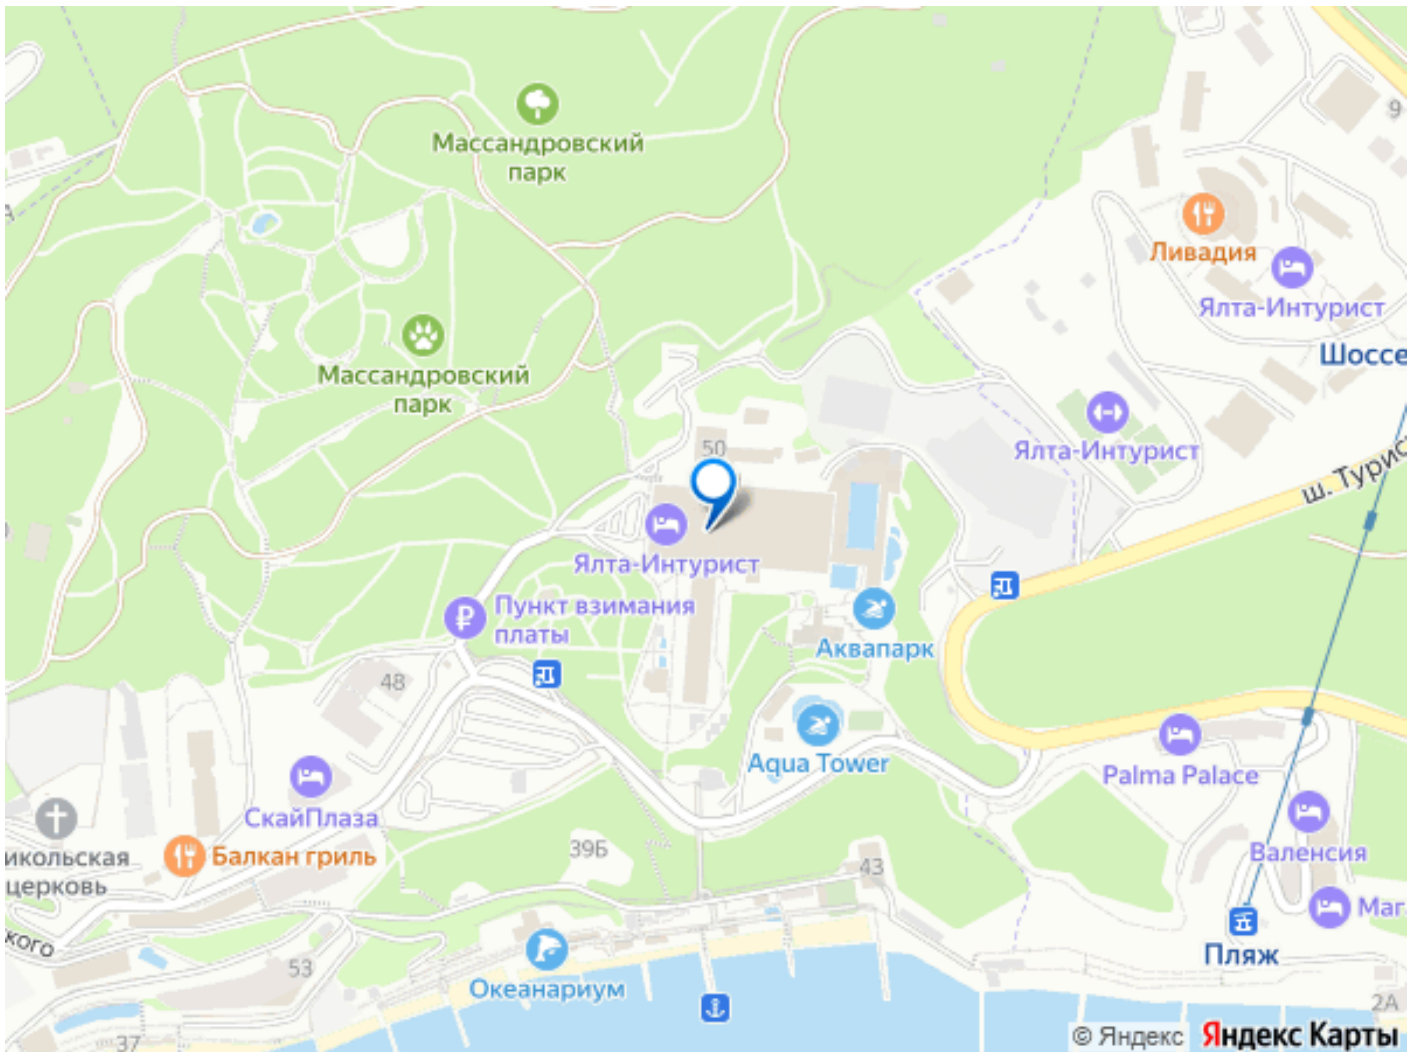 9
Массандровский
парк
Ливадия
Ялта-Интурист
Шоссе
Массандровский
парк
50
Ялта-Интурист
ш. Турис
Ялта-Интурист
Пункт взимания
платы
₽
Аквапарк
48
Aqua Tower
Palma Palace
СкайПлаза
39Б
43
Валенсия
икольская
церковь
Балкан гриль
Маг
кого
Пляж
53
Океанариум
2А
37
© Яндекс Яндекс Карты